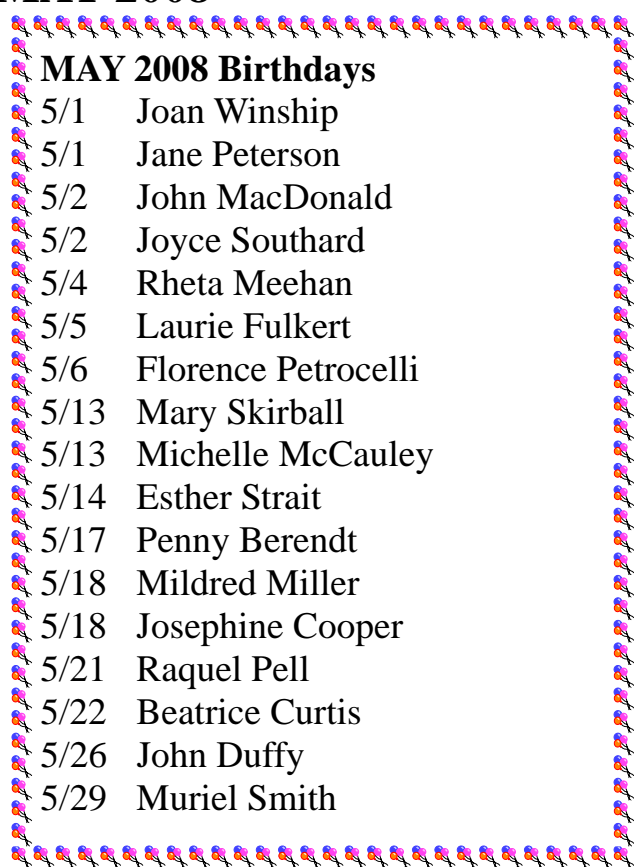 MAY 2008
MAY 2008 Birthdays
5/1 Joan Winship
5/1 Jane Peterson
5/2 John MacDonald
5/2 Joyce Southard
5/4 Rheta Meehan
5/5 Laurie Fulkert
5/6 Florence Petrocelli
5/13 Mary Skirball
5/13 Michelle McCauley
5/14 Esther Strait
5/17 Penny Berendt
5/18 Mildred Miller
5/18 Josephine Cooper
5/21 Raquel Pell
5/22 Beatrice Curtis
5/26 John Duffy
5/29 Muriel Smith